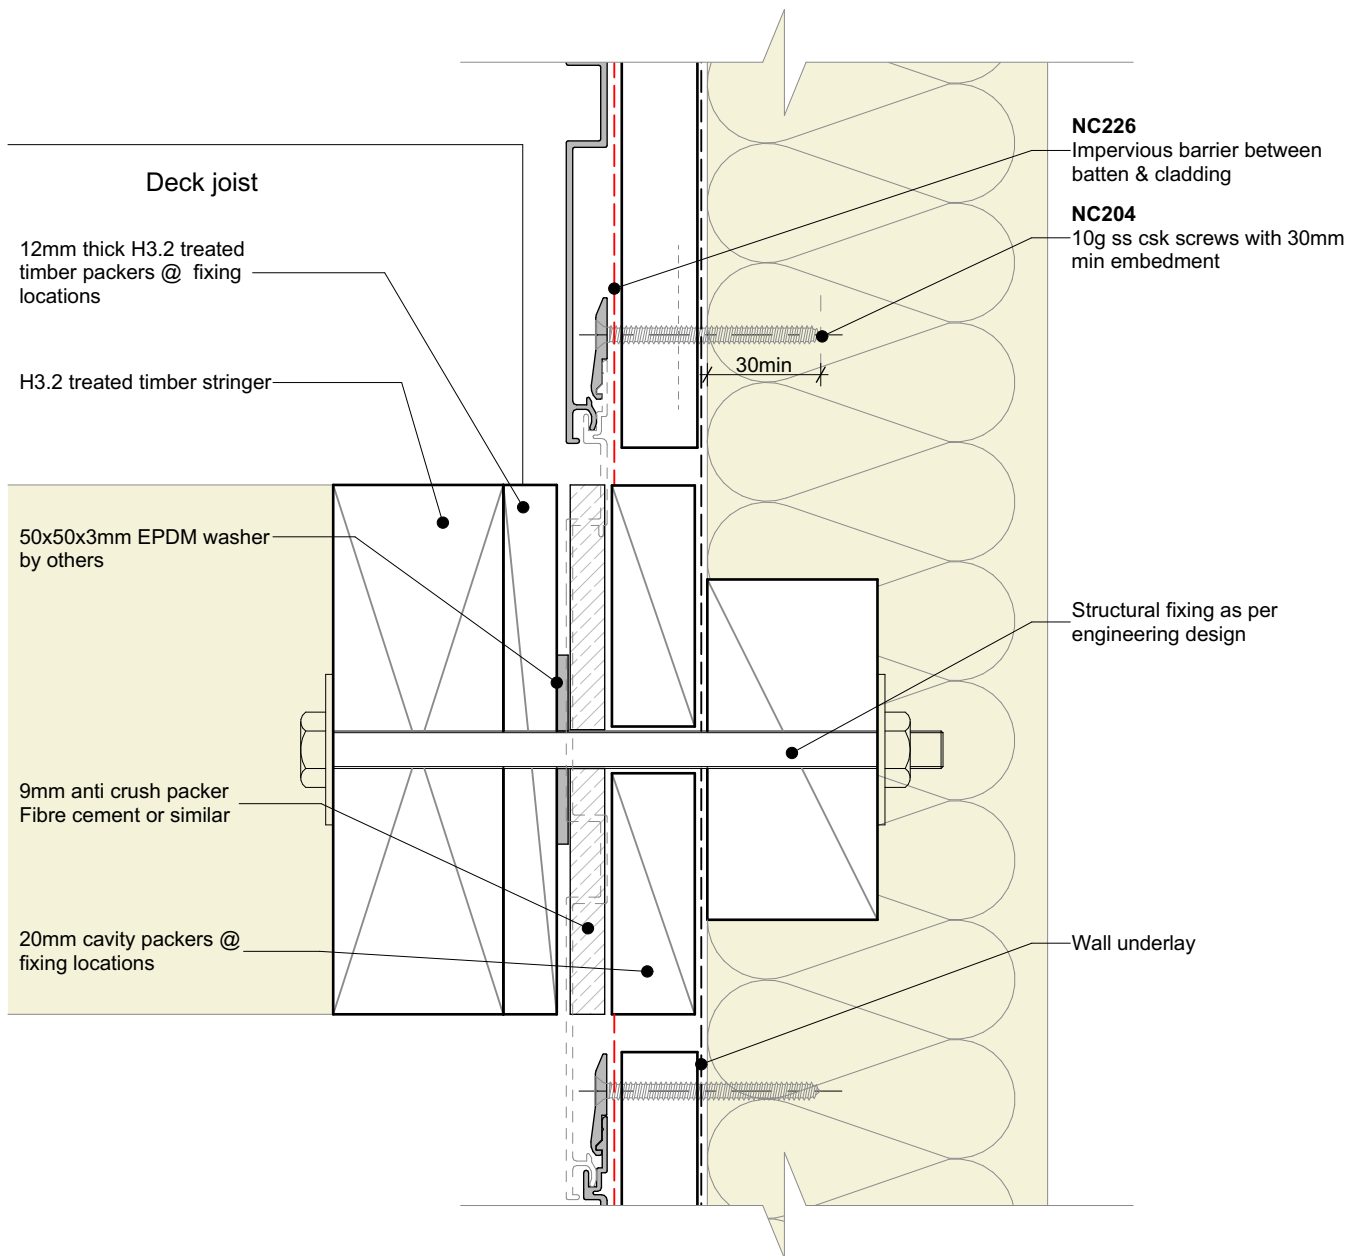 Deck joist
12mm thick H3.2 treated
timber packers @ fixing
locations
H3.2 treated timber stringer
50x50x3mm EPDM washer
by others
9mm anti crush packer
Fibre cement or similar
20mm cavity packers @
fixing locations
30min
NC226
Impervious barrier between
batten & cladding
NC204
10g ss csk screws with 30mm
min embedment
Structural fixing as per
engineering design
Wall underlay